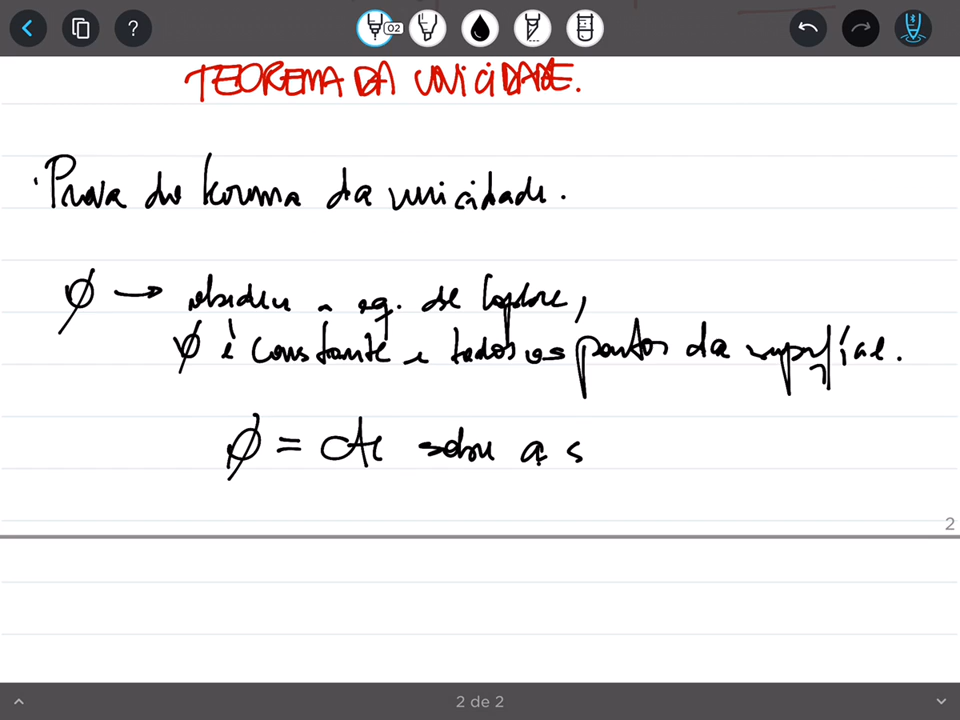 02
TEOREMA DA UNICIDADE.
Prova do teorema da unicidade.
φ → obedece a eq. de Laplace,
φ é constante e todos os pontos da superfície.
φ = cte sobre a s
2
2 de 2